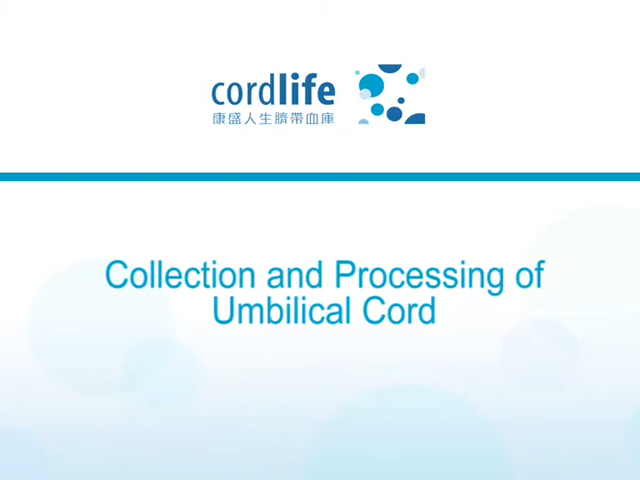 cordlife
康盛人生臍帶血庫
Collection and Processing of
Umbilical Cord